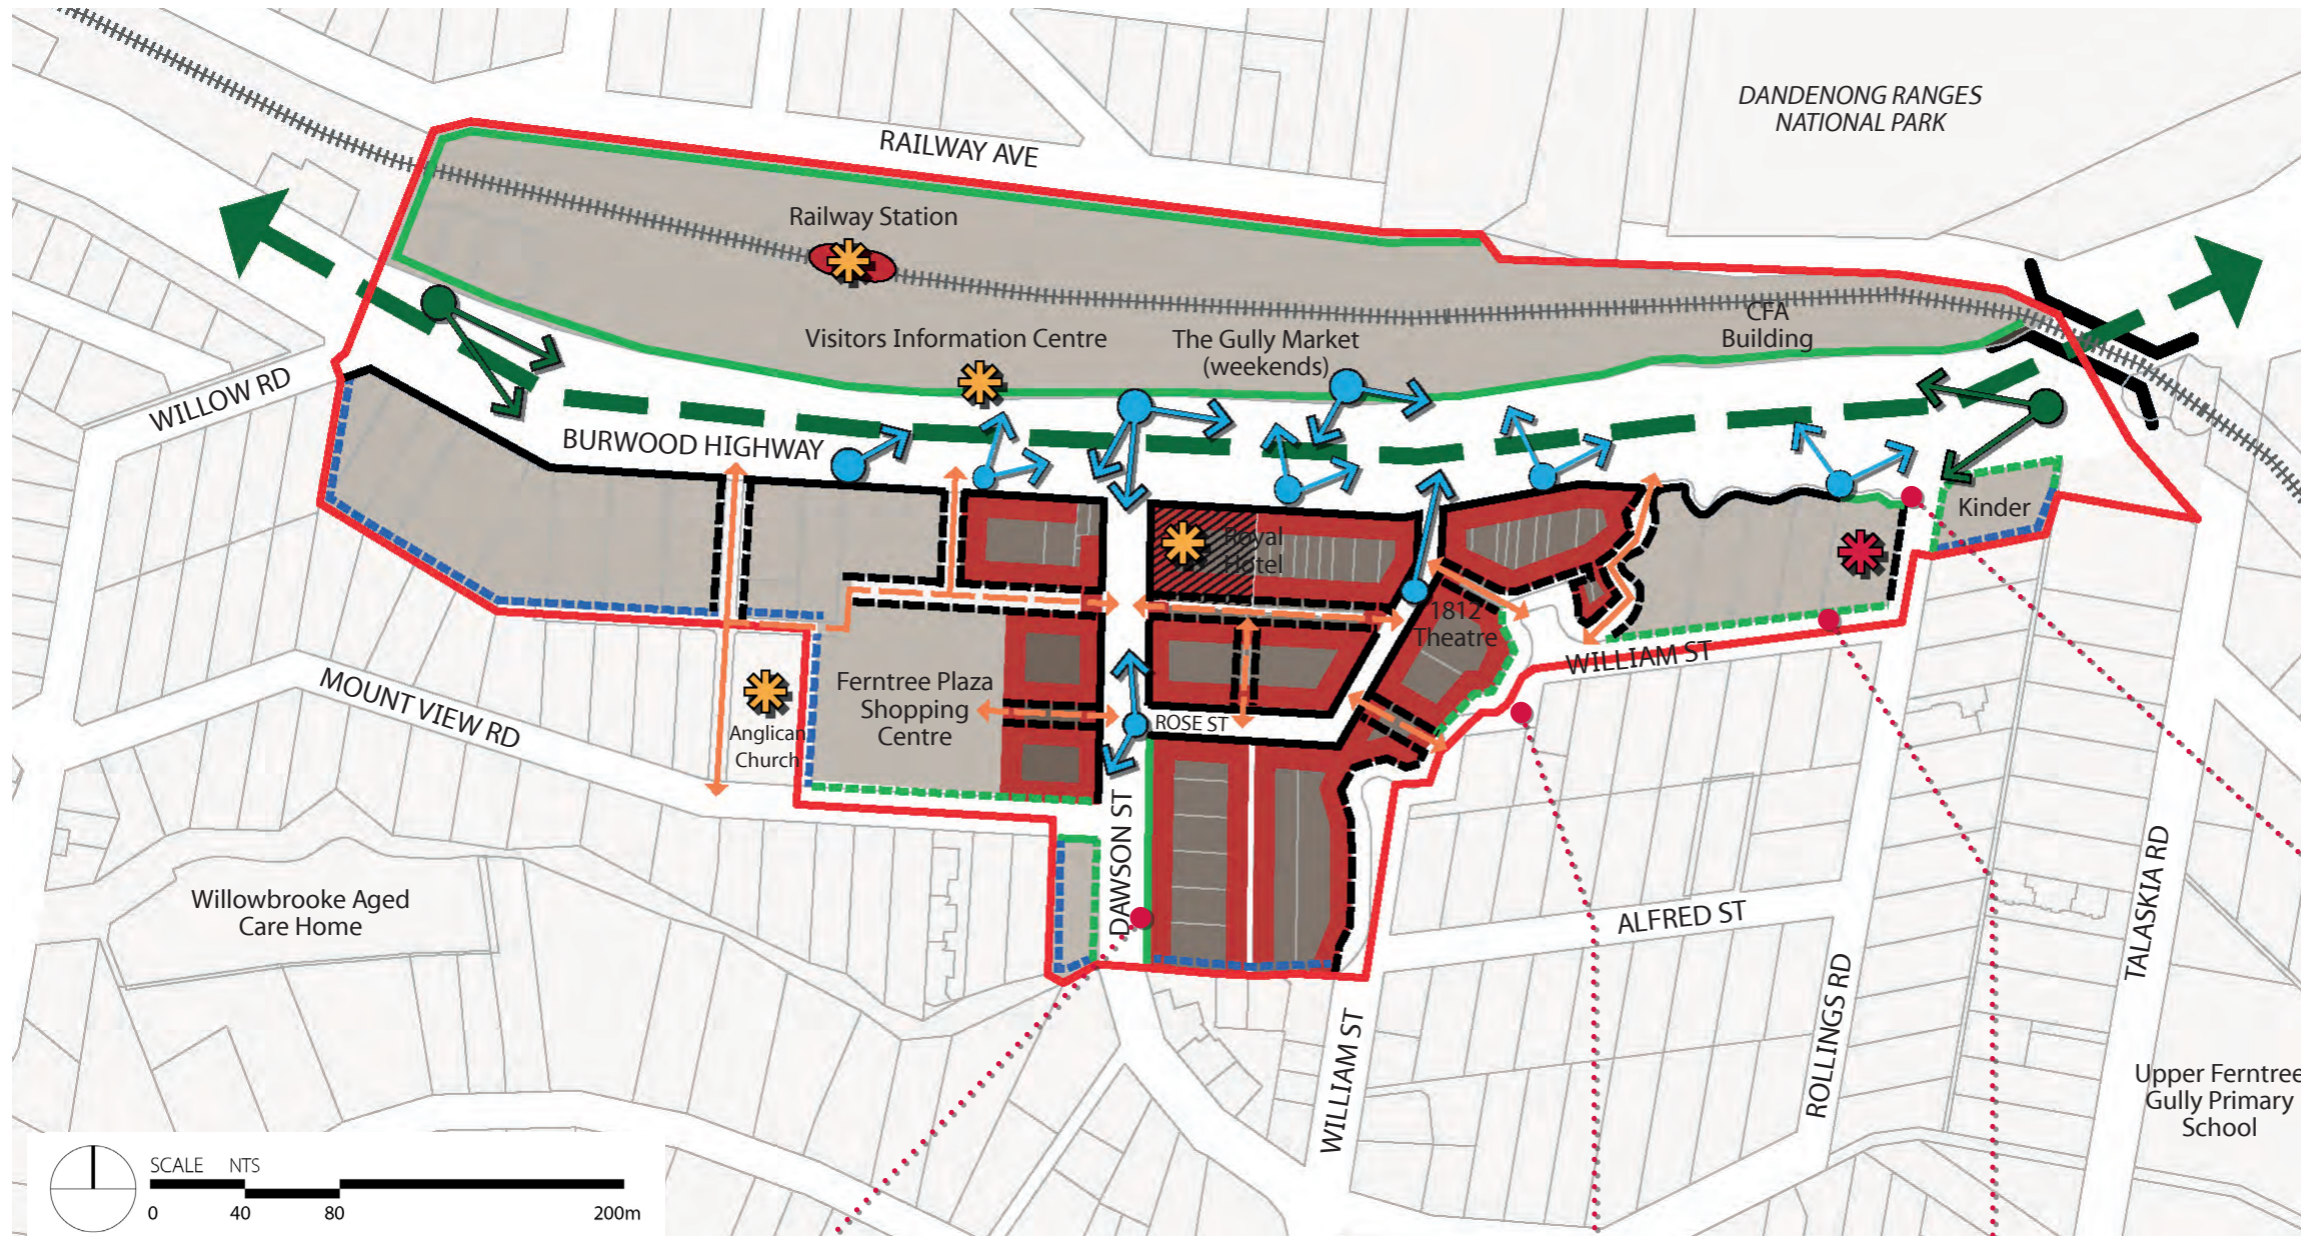 DANDENONG RANGES
NATIONAL PARK
RAILWAY AVE
Railway Station
CFA
Building
Visitors Information Centre
The Gully Market
(weekends)
WILLOW RD
BURWOOD HIGHWAY
Kinder
Royal
Hotel
1812
Theatre
WILLIAM ST
MOUNT VIEW RD
Ferntree Plaza
Shopping
Centre
ROSE ST
Anglican
Church
DAWSON ST
Willowbrooke Aged
Care Home
ALFRED ST
TALASKIA RD
ROLLINGS RD
WILLIAM ST
Upper Ferntree
Gully Primary
School
SCALE NTS
0 40 80 200m